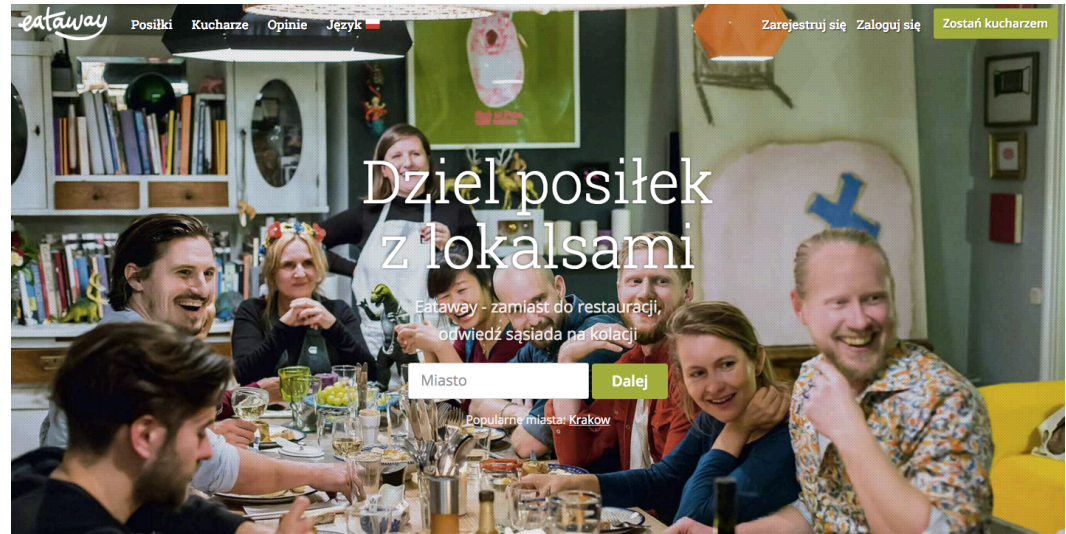 eataway
Posiłki Kucharze Opinie Język
Zarejestruj się Zaloguj się Zostań kucharzem
Dziel posiłek
z lokalsami
Eataway - zamiast do restauracji,
odwiedź sąsiada na kolacji
Miasto
Dalej
Popularne miasta: Krakow